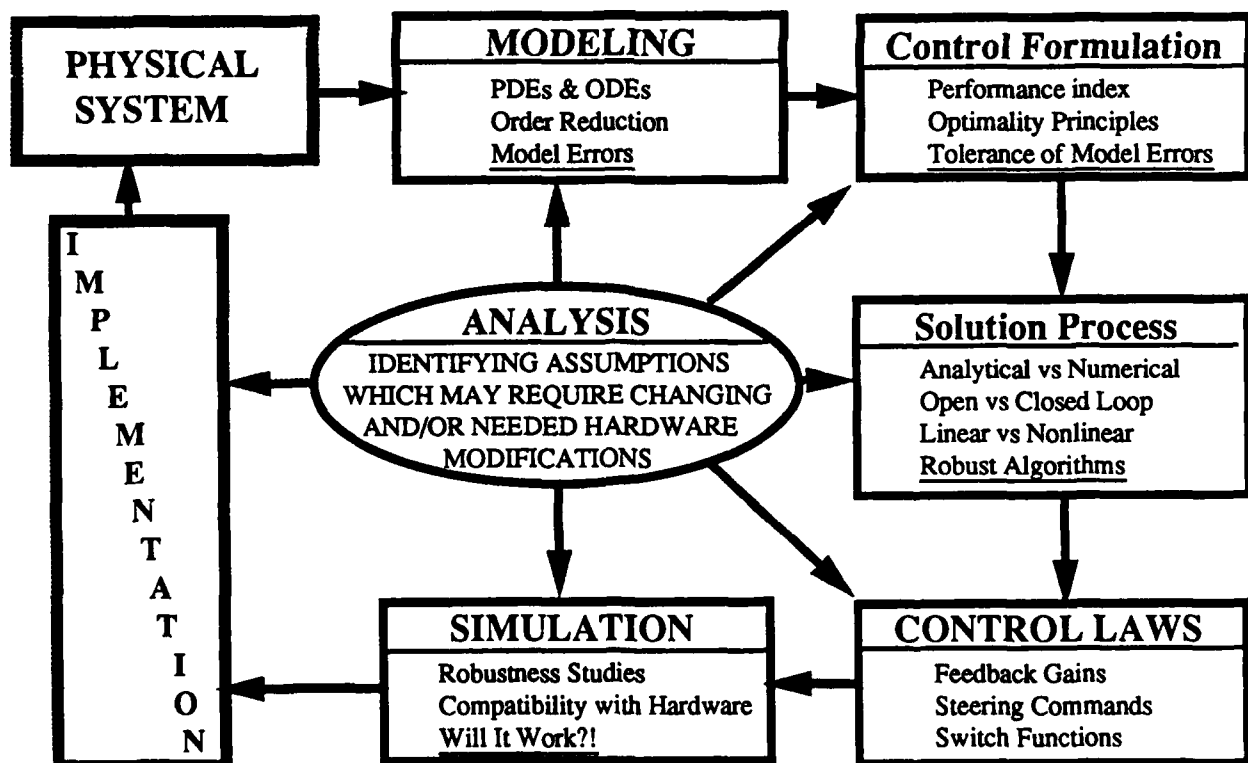 PHYSICAL
SYSTEM
MODELING
PDEs & ODEs
Order Reduction
Model Errors
Control Formulation
Performance index
Optimality Principles
Tolerance of Model Errors
IMPLEMENTATION
ANALYSIS
IDENTIFYING ASSUMPTIONS
WHICH MAY REQUIRE CHANGING
AND/OR NEEDED HARDWARE
MODIFICATIONS
Solution Process
Analytical vs Numerical
Open vs Closed Loop
Linear vs Nonlinear
Robust Algorithms
SIMULATION
Robustness Studies
Compatibility with Hardware
Will It Work?!
CONTROL LAWS
Feedback Gains
Steering Commands
Switch Functions